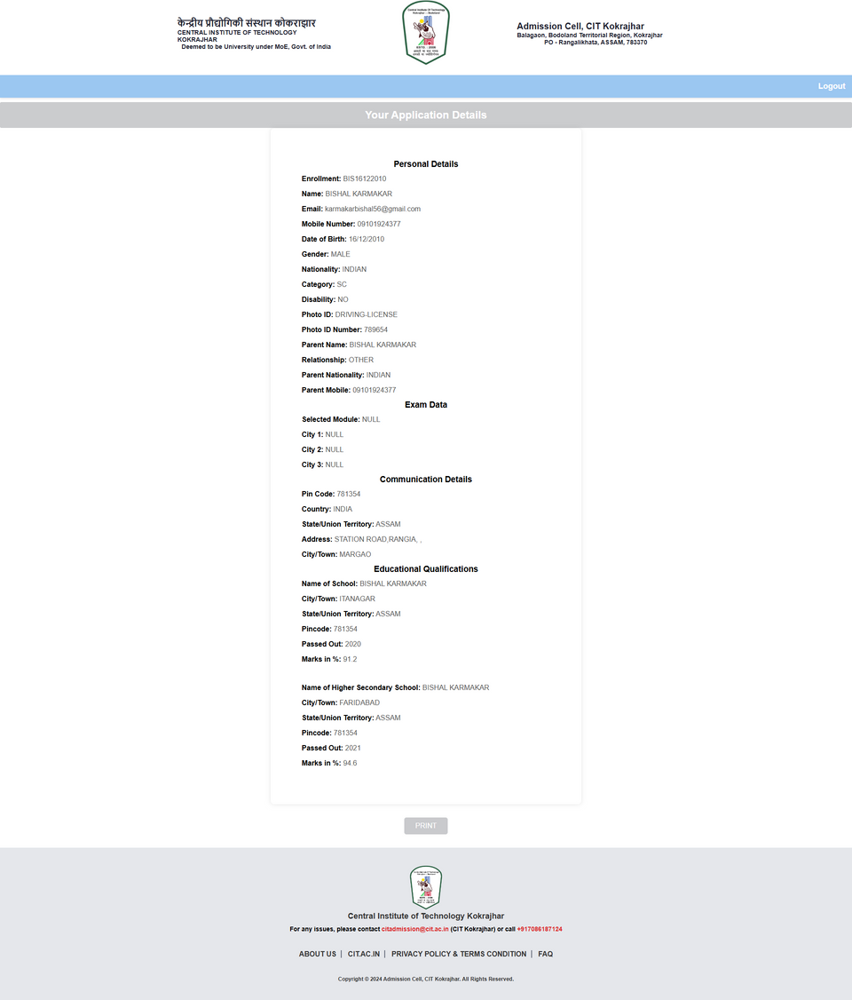 केन्द्रीय प्रौद्योगिकी संस्थान कोकराझार
CENTRAL INSTITUTE OF TECHNOLOGY
KOKRAJHAR
Deemed to be University under MoE, Govt. of India
Admission Cell, CIT Kokrajhar
Balagaon, Bodoland Territorial Region, Kokrajhar
PO - Rangalikhata, ASSAM, 783370
Logout
Your Application Details
Personal Details
Enrollment: BIS16122010
Name: BISHAL KARMAKAR
Email: karmakarbishal56@gmail.com
Mobile Number: 09101924377
Date of Birth: 16/12/2010
Gender: MALE
Nationality: INDIAN
Category: SC
Disability: NO
Photo ID: DRIVING-LICENSE
Photo ID Number: 789654
Parent Name: BISHAL KARMAKAR
Relationship: OTHER
Parent Nationality: INDIAN
Parent Mobile: 09101924377
Exam Data
Selected Module: NULL
City 1: NULL
City 2: NULL
City 3: NULL
Communication Details
Pin Code: 781354
Country: INDIA
State/Union Territory: ASSAM
Address: STATION ROAD,RANGIA, ,
City/Town: MARGAO
Educational Qualifications
Name of School: BISHAL KARMAKAR
City/Town: ITANAGAR
State/Union Territory: ASSAM
Pincode: 781354
Passed Out: 2020
Marks in %: 91.2
Name of Higher Secondary School: BISHAL KARMAKAR
City/Town: FARIDABAD
State/Union Territory: ASSAM
Pincode: 781354
Passed Out: 2021
Marks in %: 94.6
PRINT
Central Institute of Technology Kokrajhar
For any issues, please contact citadmission@cit.ac.in (CIT Kokrajhar) or call +917086187124
ABOUT US | CIT.AC.IN | PRIVACY POLICY & TERMS CONDITION | FAQ
Copyright © 2024 Admission Cell, CIT Kokrajhar. All Rights Reserved.